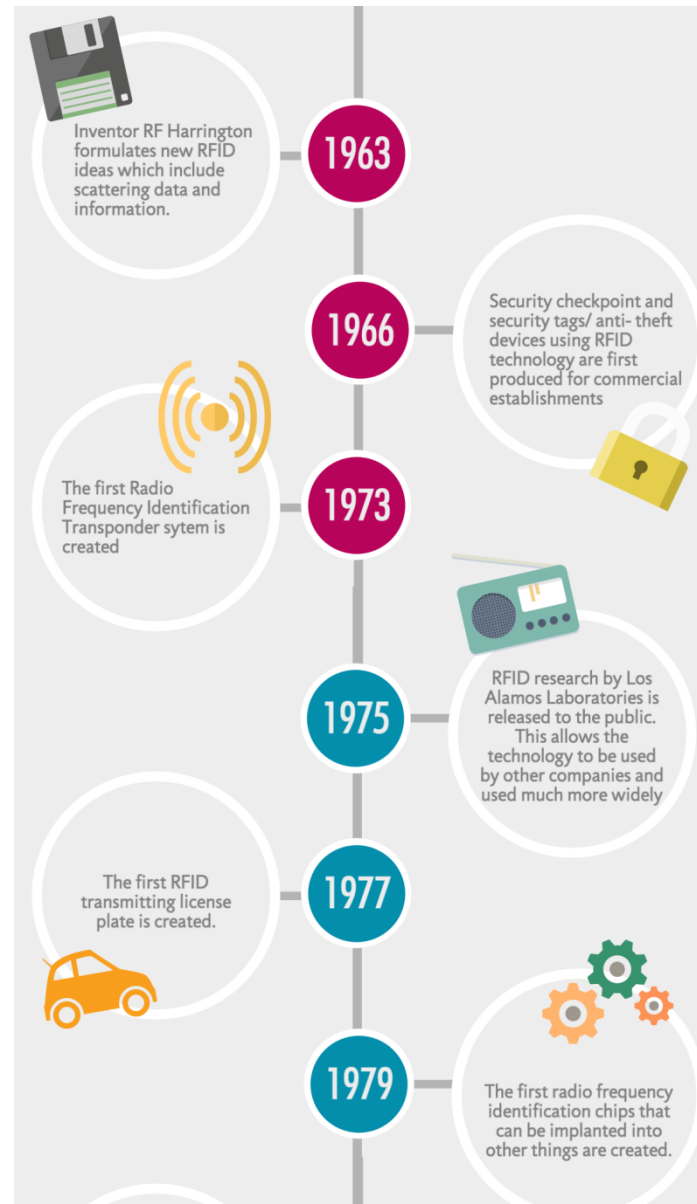 Inventor RF Harrington
formulates new RFID
ideas which include
scattering data and
information.
1963
1966
Security checkpoint and
security tags/ anti- theft
devices using RFID
technology are first
produced for commercial
establishments
The first Radio
Frequency Identification
Transponder sytem is
created
1973
1975
RFID research by Los
Alamos Laboratories is
released to the public.
This allows the
technology to be used
by other companies and
used much more widely
The first RFID
transmitting license
plate is created.
1977
1979
The first radio frequency
identification chips that
can be implanted into
other things are created.